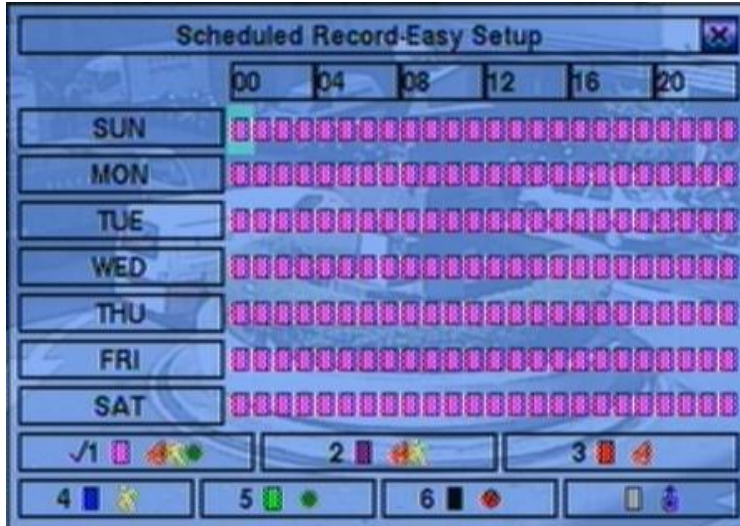 Scheduled Record-Easy Setup
00 04 08 12 16 20
SUN
MON
TUE
WED
THU
FRI
SAT
√1 2 3
4 5 6